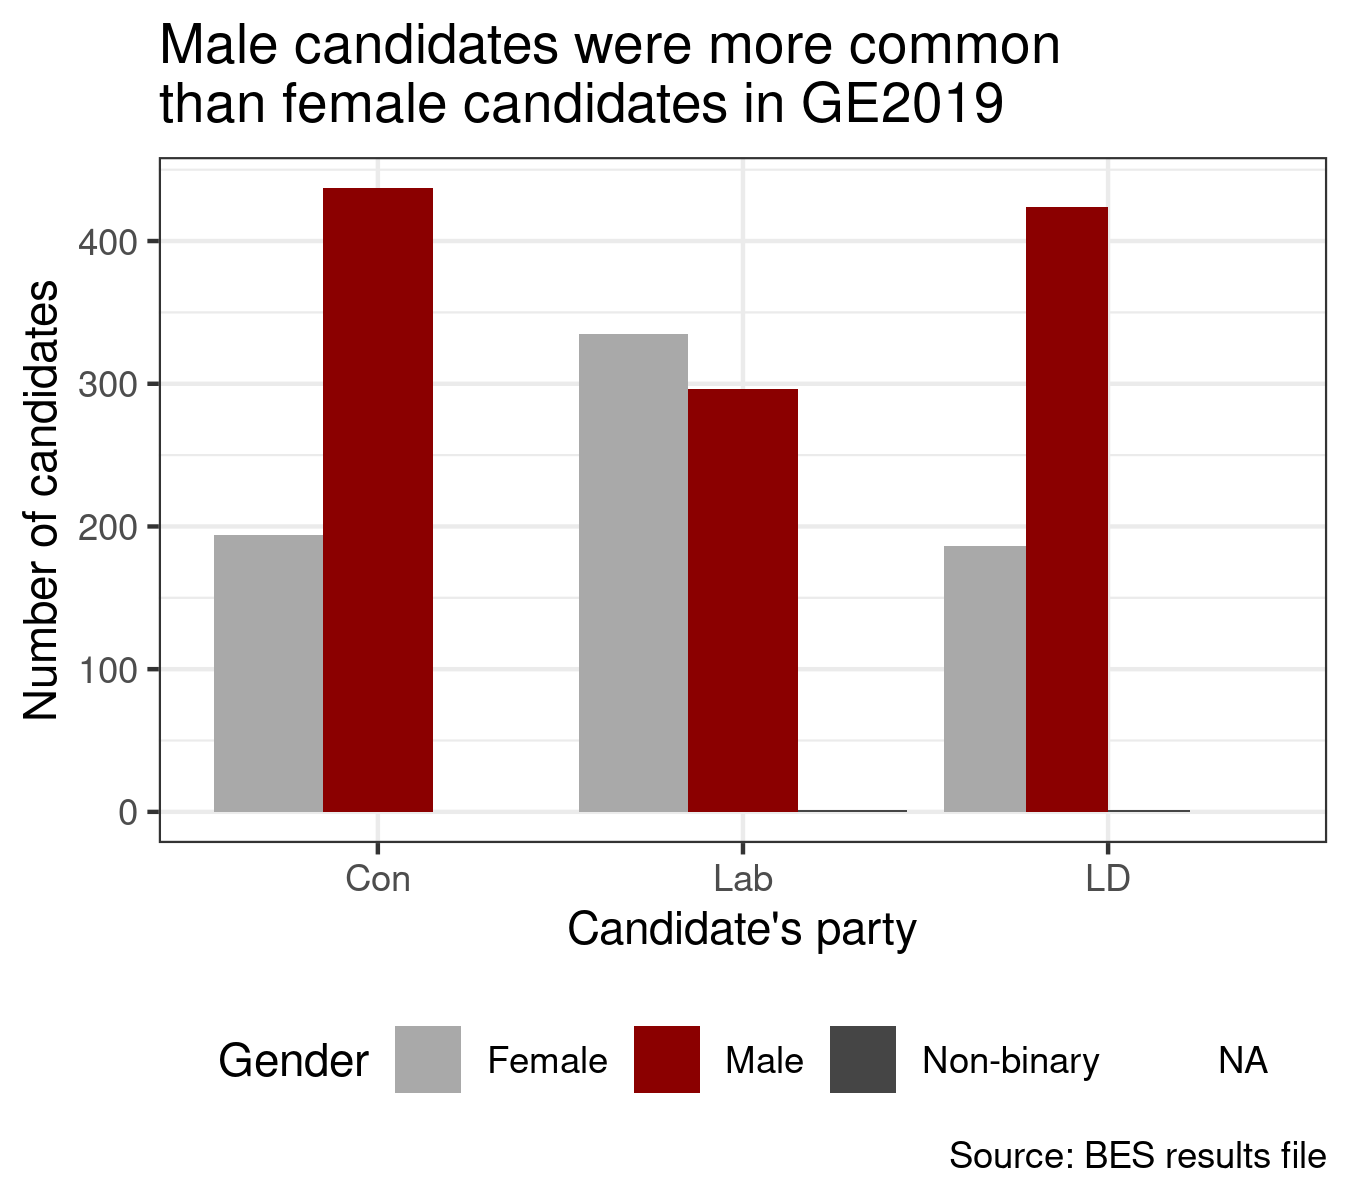 Male candidates were more common
than female candidates in GE2019
Number of candidates
400
300
200
100
0
Con Lab LD
Candidate's party
Gender Female Male Non-binary NA
Source: BES results file